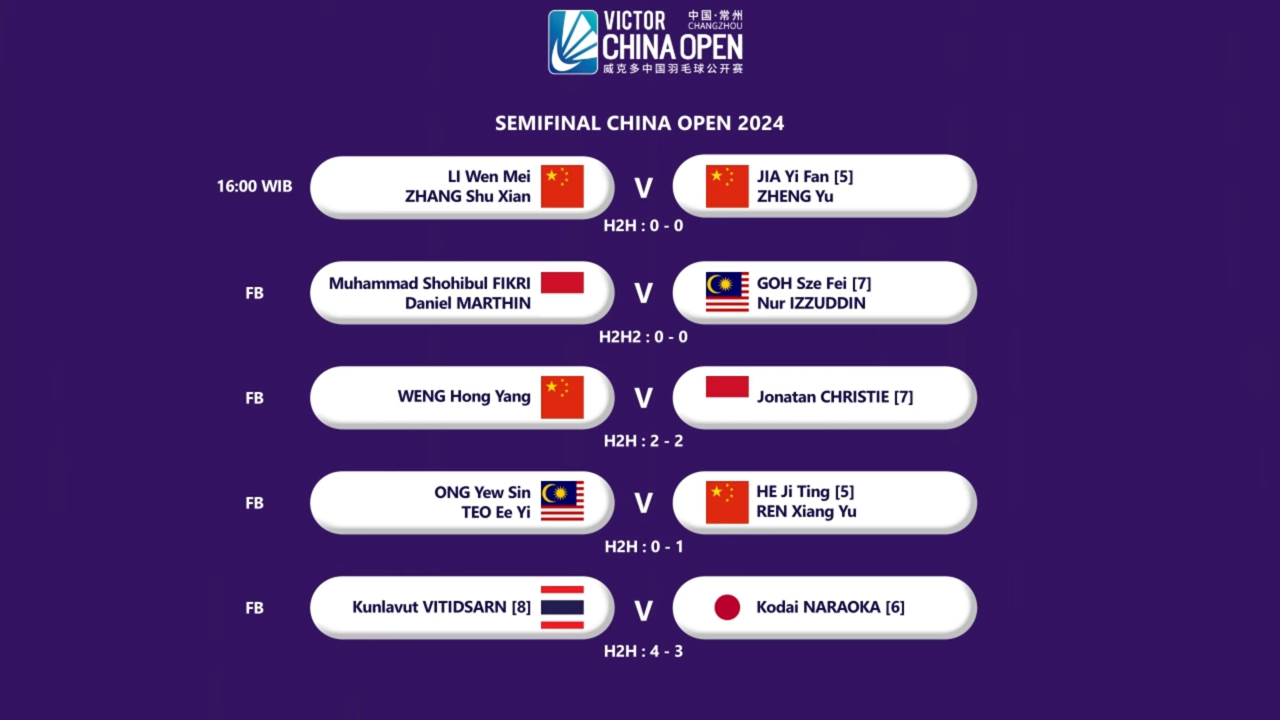 VICTOR
中国·常州
CHANGZHOU
CHINA OPEN
威克多中国羽毛球公开赛
SEMIFINAL CHINA OPEN 2024
16:00 WIB
LI Wen Mei
ZHANG Shu Xian
V
JIA Yi Fan [5]
ZHENG Yu
H2H : 0 - 0
FB
Muhammad Shohibul FIKRI
Daniel MARTHIN
V
GOH Sze Fei [7]
Nur IZZUDDIN
H2H2 : 0 - 0
FB
WENG Hong Yang
V
Jonatan CHRISTIE [7]
H2H : 2 - 2
FB
ONG Yew Sin
TEO Ee Yi
V
HE Ji Ting [5]
REN Xiang Yu
H2H : 0 - 1
FB
Kunlavut VITIDSARN [8]
V
Kodai NARAOKA [6]
H2H : 4 - 3